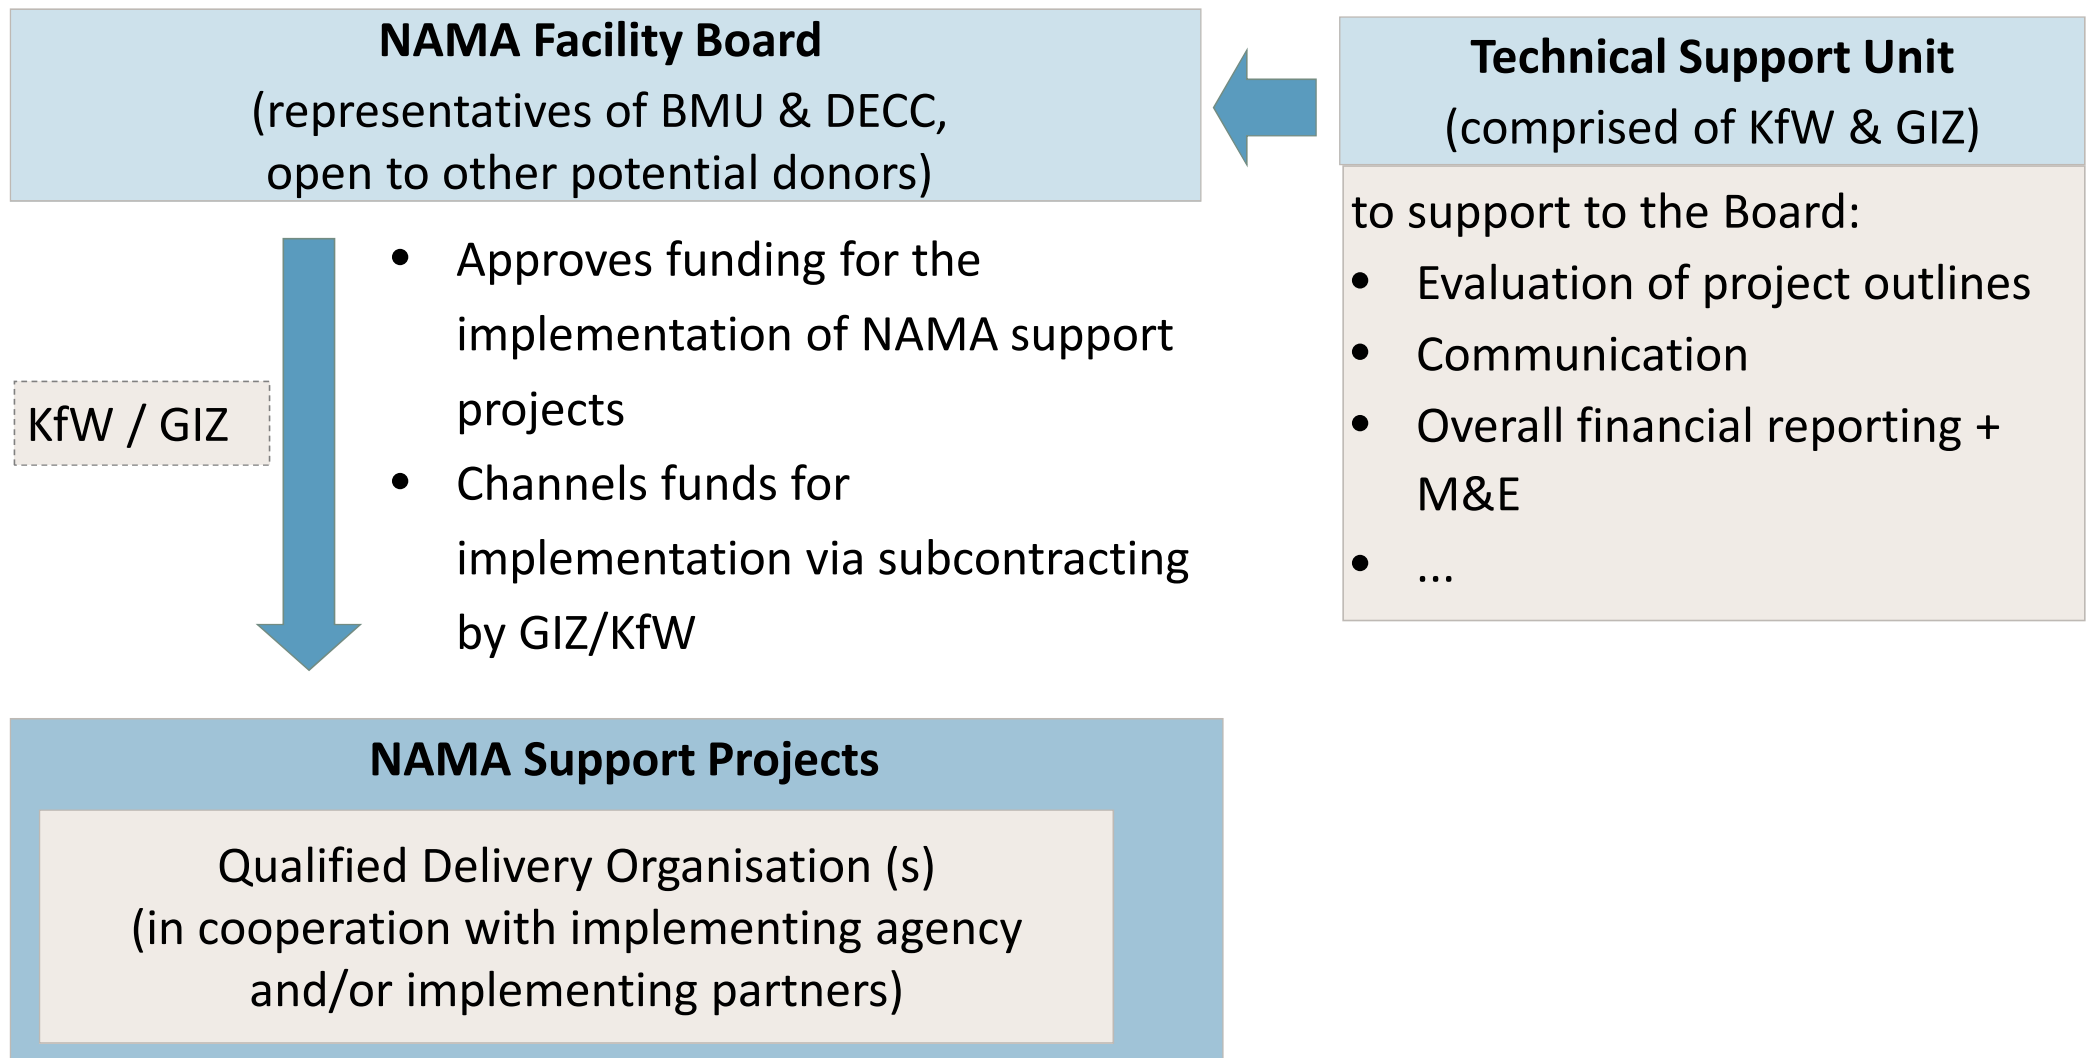 NAMA Facility Board
(representatives of BMU & DECC,
open to other potential donors)
Technical Support Unit
(comprised of KfW & GIZ)
to support to the Board:
• Evaluation of project outlines
• Communication
• Overall financial reporting +
M&E
• ...
KfW / GIZ
• Approves funding for the
implementation of NAMA support
projects
• Channels funds for
implementation via subcontracting
by GIZ/KfW
NAMA Support Projects
Qualified Delivery Organisation (s)
(in cooperation with implementing agency
and/or implementing partners)